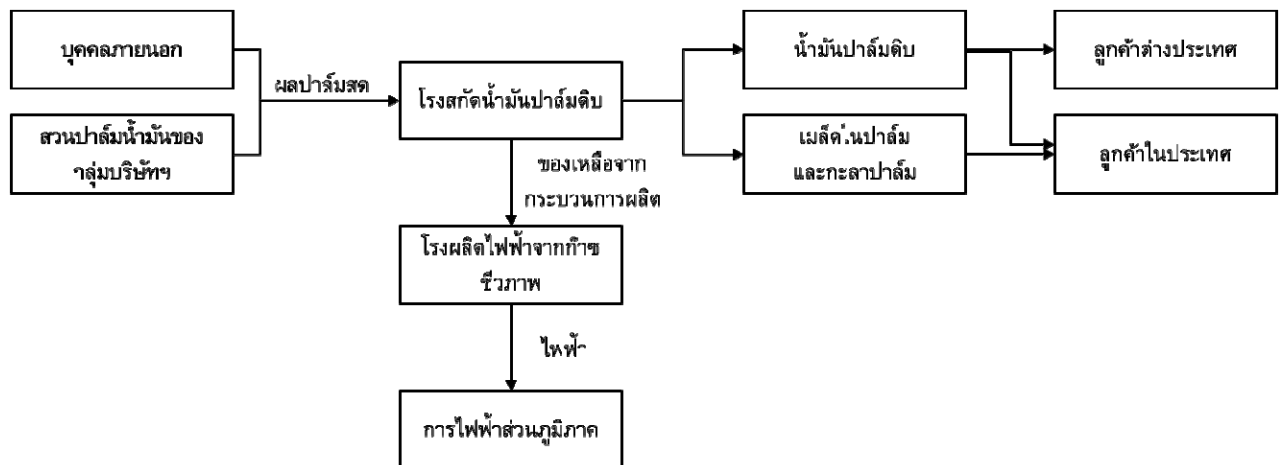 บุคคลภายนอก
น้ำมันปาล์มดิบ
ลูกค้าต่างประเทศ
ผลปาล์มสด
โรงสกัดน้ำมันปาล์มดิบ
สวนปาล์มน้ำมันของ
กลุ่มบริษัทฯ
เมล็ดในปาล์ม
และกะลาปาล์ม
ลูกค้าในประเทศ
ของเหลือจาก
กระบวนการผลิต
โรงผลิตไฟฟ้าจากก๊าซ
ชีวภาพ
ไฟฟ้า
การไฟฟ้าส่วนภูมิภาค